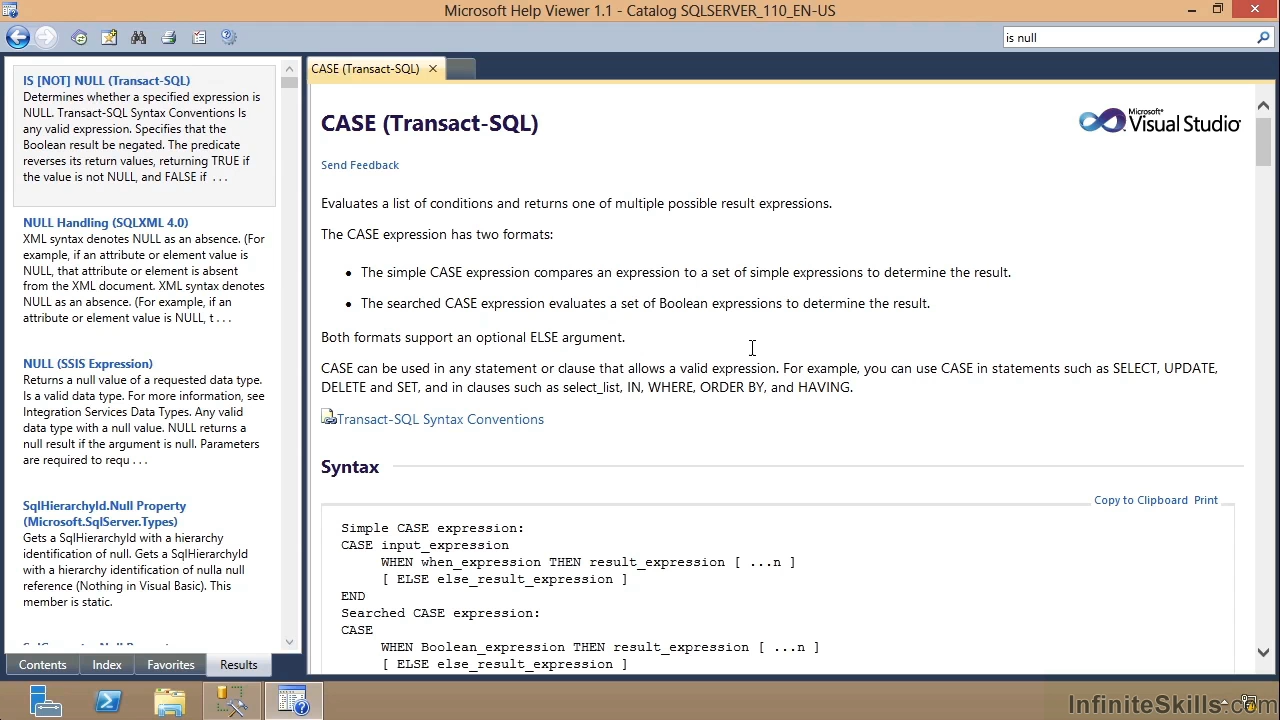 Microsoft Help Viewer 1.1 - Catalog SQLSERVER_110_EN-US
is null
IS [NOT] NULL (Transact-SQL)
Determines whether a specified expression is
NULL. Transact-SQL Syntax Conventions Is
any valid expression. Specifies that the
Boolean result be negated. The predicate
reverses its return values, returning TRUE if
the value is not NULL, and FALSE if . . .
NULL Handling (SQLXML 4.0)
XML syntax denotes NULL as an absence. (For
example, if an attribute or element value is
NULL, that attribute or element is absent
from the XML document. XML syntax denotes
NULL as an absence. (For example, if an
attribute or element value is NULL, t . . .
NULL (SSIS Expression)
Returns a null value of a requested data type.
Is a valid data type. For more information, see
Integration Services Data Types. Any valid
data type with a null value. NULL returns a
null result if the argument is null. Parameters
are required to requ . . .
SqlHierarchyId.Null Property
(Microsoft.SqlServer.Types)
Gets a SqlHierarchyId with a hierarchy
identification of null. Gets a SqlHierarchyId
with a hierarchy identification of nulla null
reference (Nothing in Visual Basic). This
member is static.
Contents Index Favorites Results
CASE (Transact-SQL)
CASE (Transact-SQL)
Microsoft®
Visual Studio
Send Feedback
Evaluates a list of conditions and returns one of multiple possible result expressions.
The CASE expression has two formats:
• The simple CASE expression compares an expression to a set of simple expressions to determine the result.
• The searched CASE expression evaluates a set of Boolean expressions to determine the result.
Both formats support an optional ELSE argument.
CASE can be used in any statement or clause that allows a valid expression. For example, you can use CASE in statements such as SELECT, UPDATE,
DELETE and SET, and in clauses such as select_list, IN, WHERE, ORDER BY, and HAVING.
Transact-SQL Syntax Conventions
Syntax
Copy to Clipboard Print
Simple CASE expression:
CASE input_expression
WHEN when_expression THEN result_expression [ ...n ]
[ ELSE else_result_expression ]
END
Searched CASE expression:
CASE
WHEN Boolean_expression THEN result_expression [ ...n ]
[ ELSE else_result_expression ]
InfiniteSkills.com